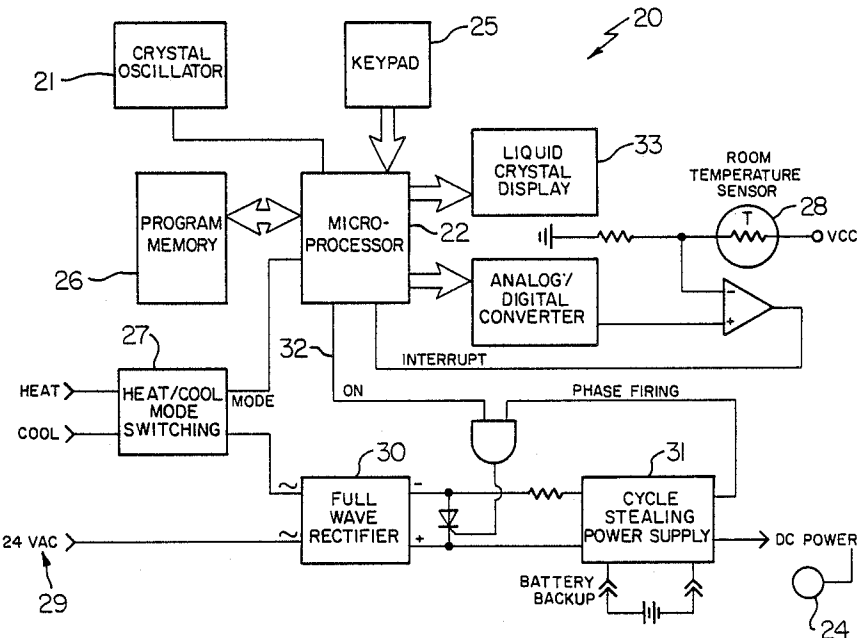 20
CRYSTAL
OSCILLATOR
21
KEYPAD
25
LIQUID
CRYSTAL
DISPLAY
33
ROOM
TEMPERATURE
SENSOR
28
T
VCC
PROGRAM
MEMORY
26
MICRO-
PROCESSOR
22
ANALOG/
DIGITAL
CONVERTER
-
+
27
32
INTERRUPT
HEAT
COOL
HEAT/COOL
MODE
SWITCHING
MODE
ON
PHASE FIRING
30
31
~
~
FULL
WAVE
RECTIFIER
-
+
CYCLE
STEALING
POWER SUPPLY
24 VAC
29
DC POWER
BATTERY
BACKUP
24